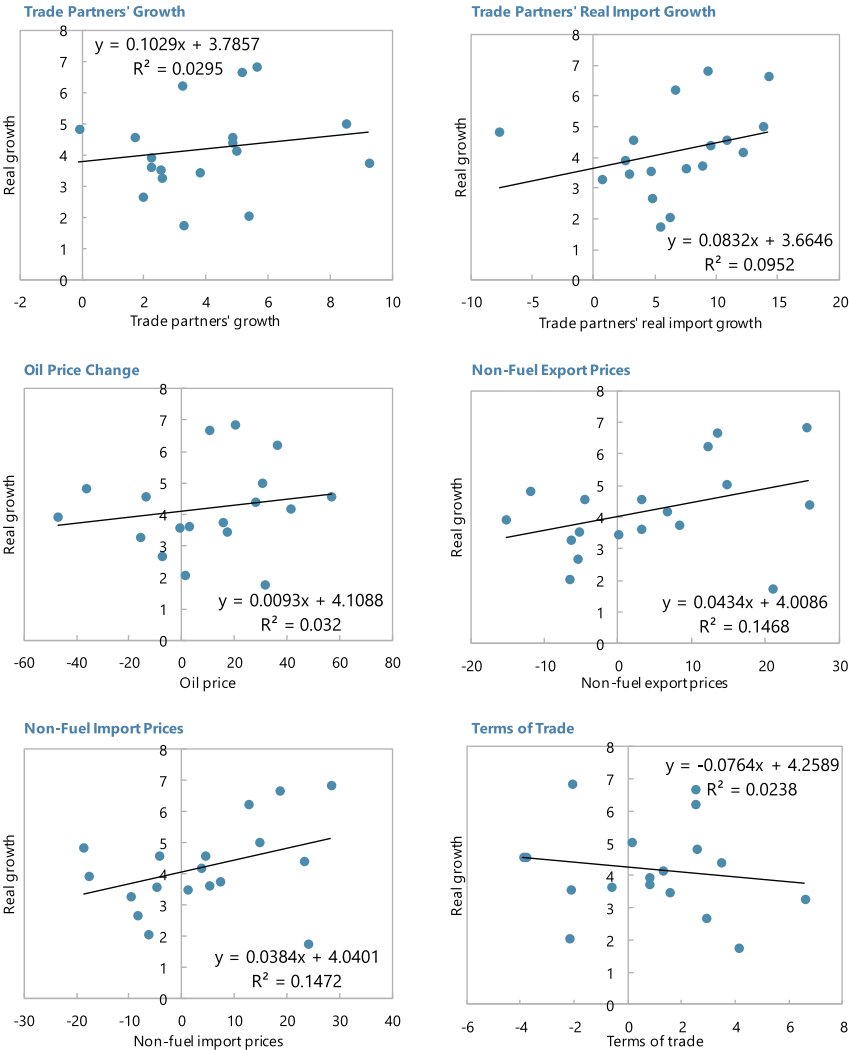 Trade Partners' Growth
y = 0.1029x + 3.7857
R² = 0.0295
8
7
6
5
4
3
2
1
0
Real growth
-2 0 2 4 6 8 10
Trade partners' growth
Trade Partners' Real Import Growth
8
7
6
5
4
3
2
1
0
Real growth
y = 0.0832x + 3.6646
R² = 0.0952
-10 -5 0 5 10 15 20
Trade partners' real import growth
Oil Price Change
8
7
6
5
4
3
2
1
0
Real growth
y = 0.0093x + 4.1088
R² = 0.032
-60 -40 -20 0 20 40 60 80
Oil price
Non-Fuel Export Prices
8
7
6
5
4
3
2
1
0
Real growth
y = 0.0434x + 4.0086
R² = 0.1468
-20 -10 0 10 20 30
Non-fuel export prices
Non-Fuel Import Prices
8
7
6
5
4
3
2
1
0
Real growth
y = 0.0384x + 4.0401
R² = 0.1472
-30 -20 -10 0 10 20 30 40
Non-fuel import prices
Terms of Trade
y = -0.0764x + 4.2589
R² = 0.0238
8
7
6
5
4
3
2
1
0
Real growth
-6 -4 -2 0 2 4 6 8
Terms of trade